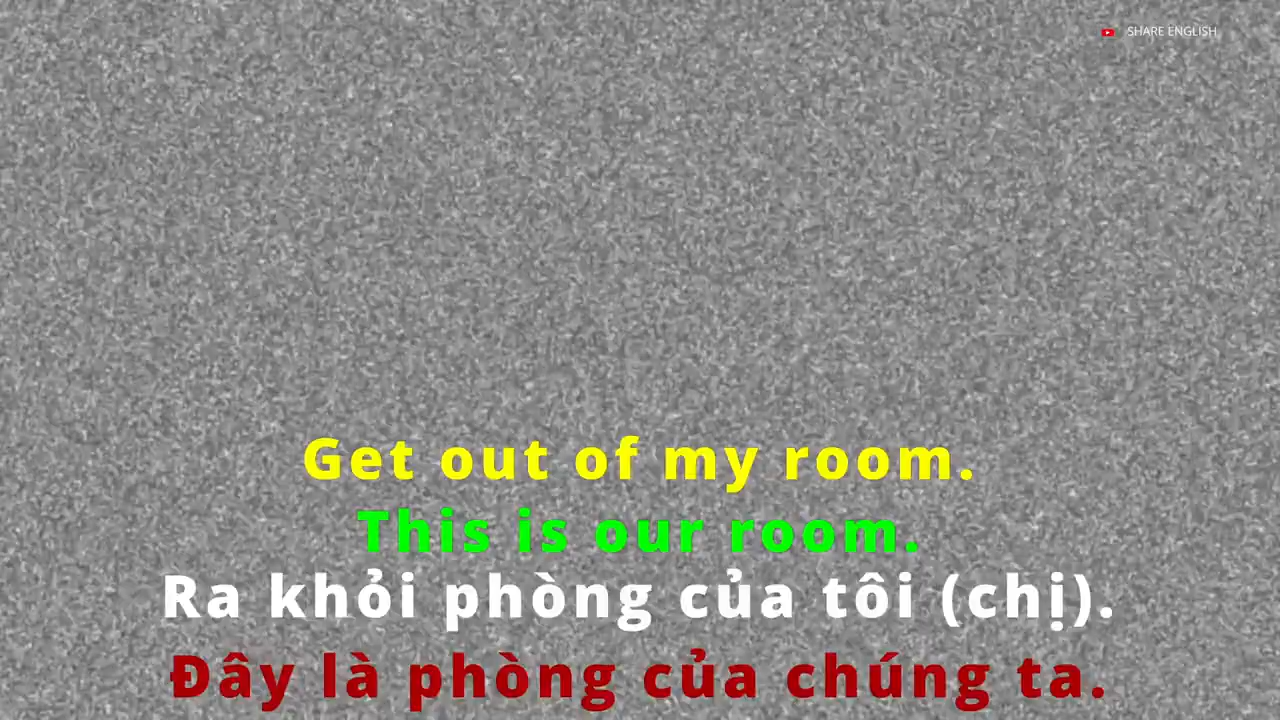 SHARE ENGLISH
Get out of my room.
This is our room.
Ra khỏi phòng của tôi (chị).
Đây là phòng của chúng ta.